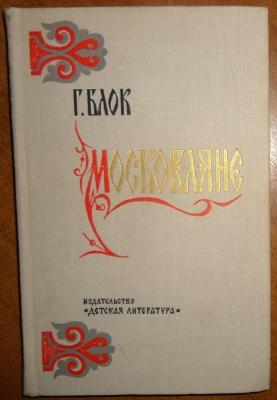 Г. БЛОК
МОСКОВЛЯНЕ
ИЗДАТЕЛЬСТВО
«ДЕТСКАЯ ЛИТЕРАТУРА»